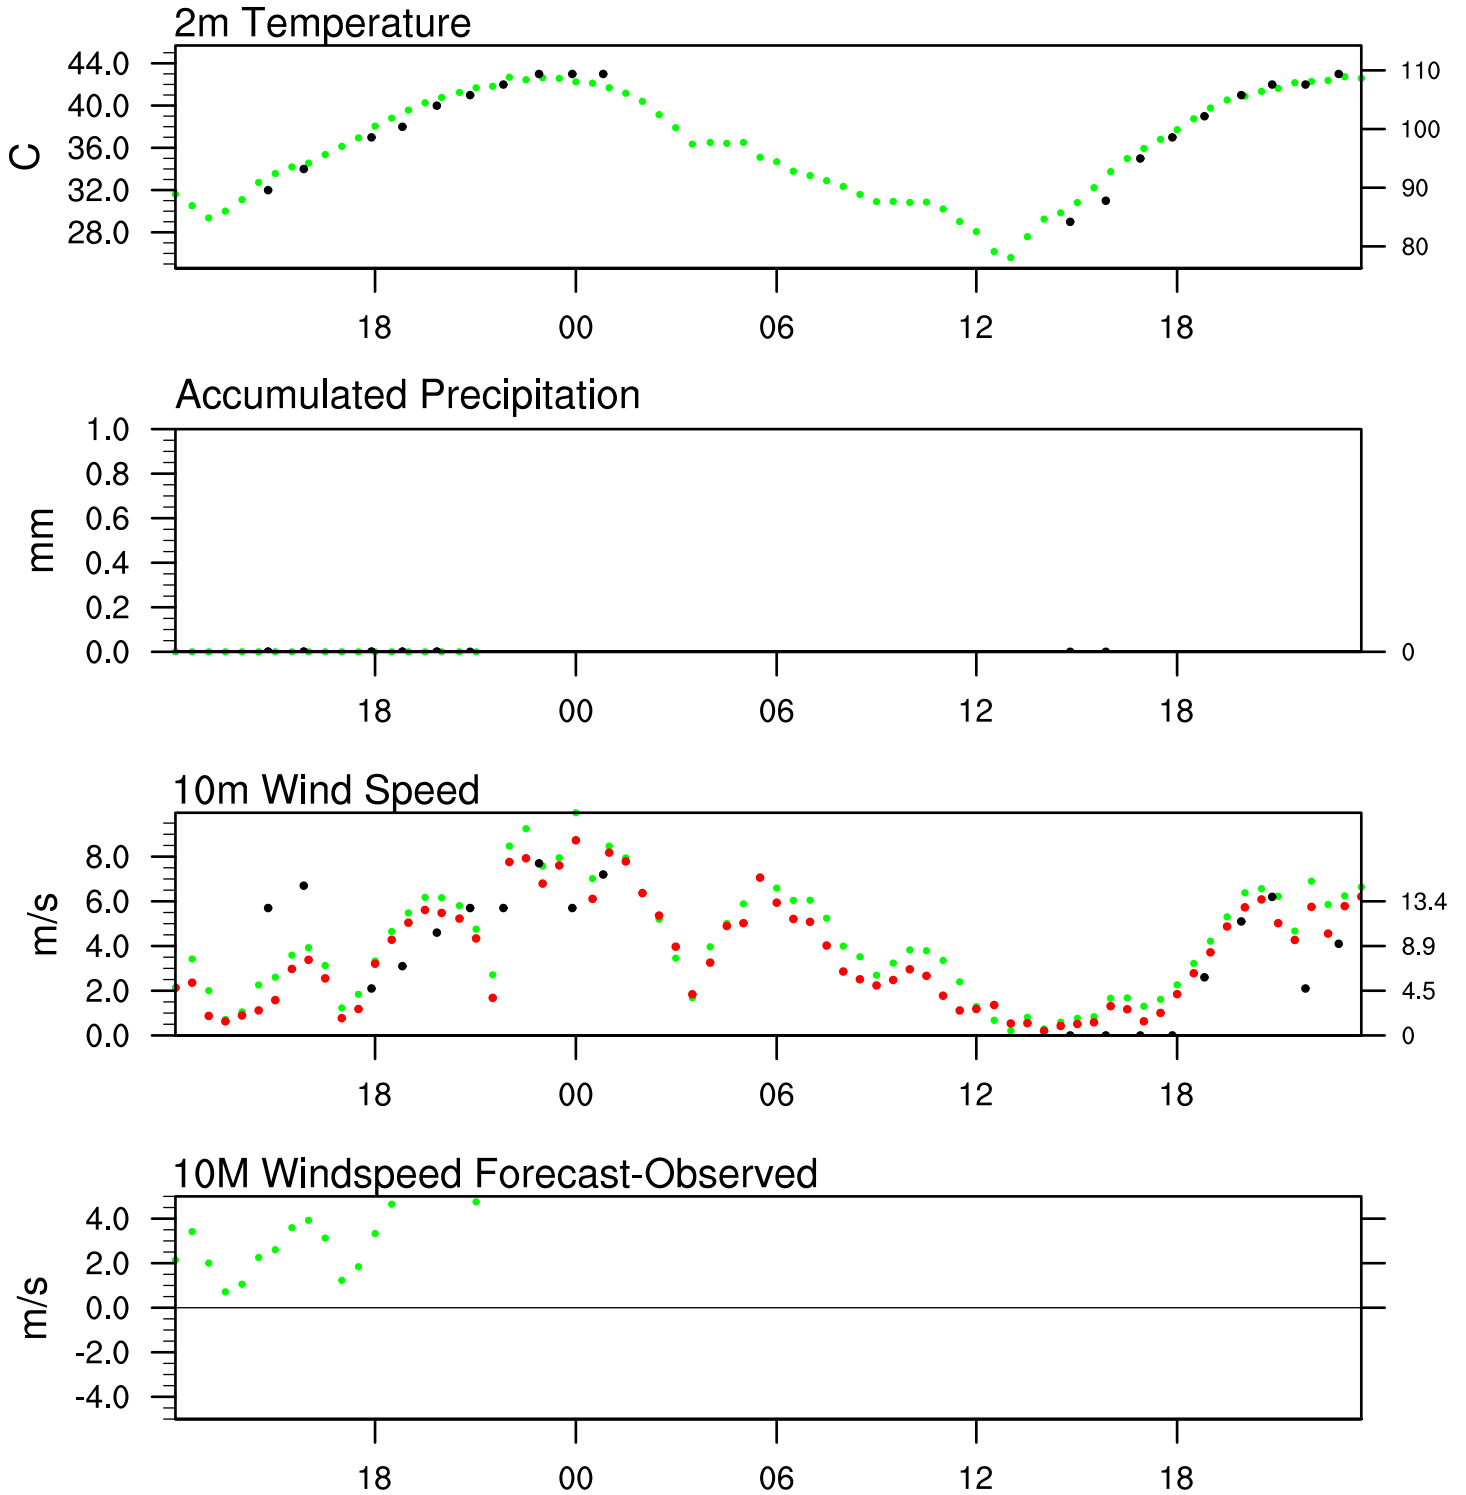 2m Temperature
44.0
40.0
36.0
32.0
28.0
C
110
100
90
80
18 00 06 12 18
Accumulated Precipitation
1.0
0.8
0.6
0.4
0.2
0.0
mm
0
18 00 06 12 18
10m Wind Speed
8.0
6.0
4.0
2.0
0.0
m/s
13.4
8.9
4.5
0
18 00 06 12 18
10M Windspeed Forecast-Observed
4.0
2.0
0.0
-2.0
-4.0
m/s
18 00 06 12 18